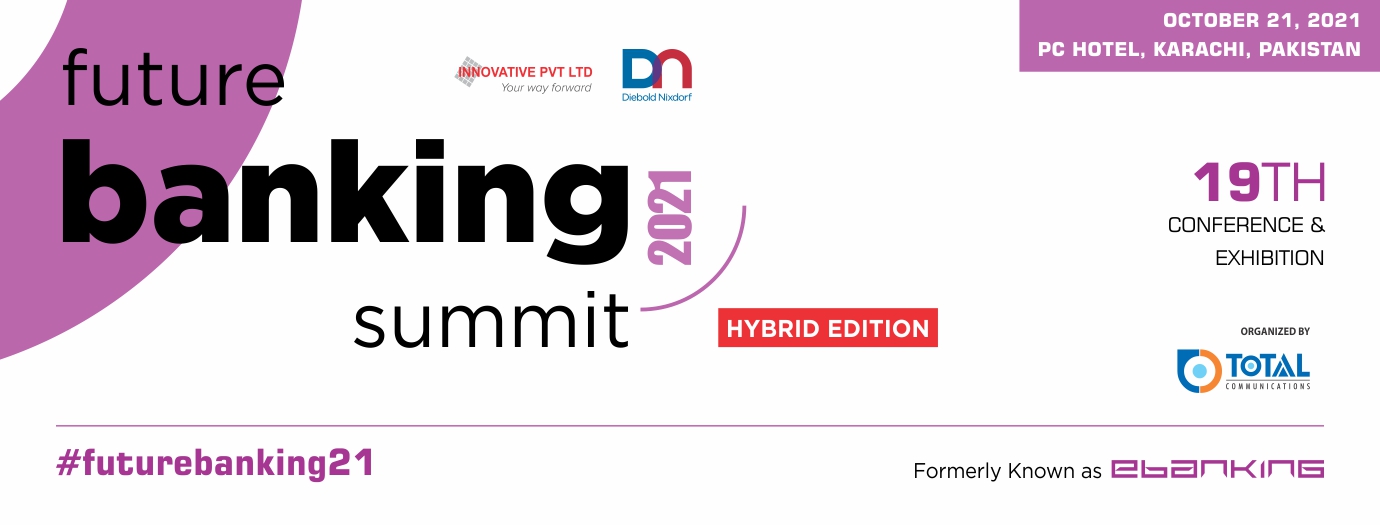 OCTOBER 21, 2021
PC HOTEL, KARACHI, PAKISTAN
future
INNOVATIVE PVT LTD
Your way forward
DN
Diebold Nixdorf
banking
2021
summit
HYBRID EDITION
19TH
CONFERENCE &
EXHIBITION
ORGANIZED BY
TOTAL
COMMUNICATIONS
#futurebanking21
Formerly Known as ebanking